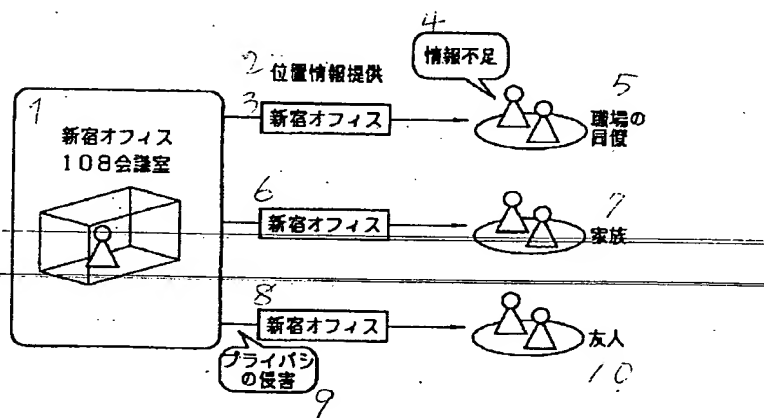 4
情報不足
2 位置情報提供
5
1
3
新宿オフィス
職場の
同僚
新宿オフィス
108会議室
6
新宿オフィス
7
家族
8
新宿オフィス
友人
10
プライバシ
の侵害
9